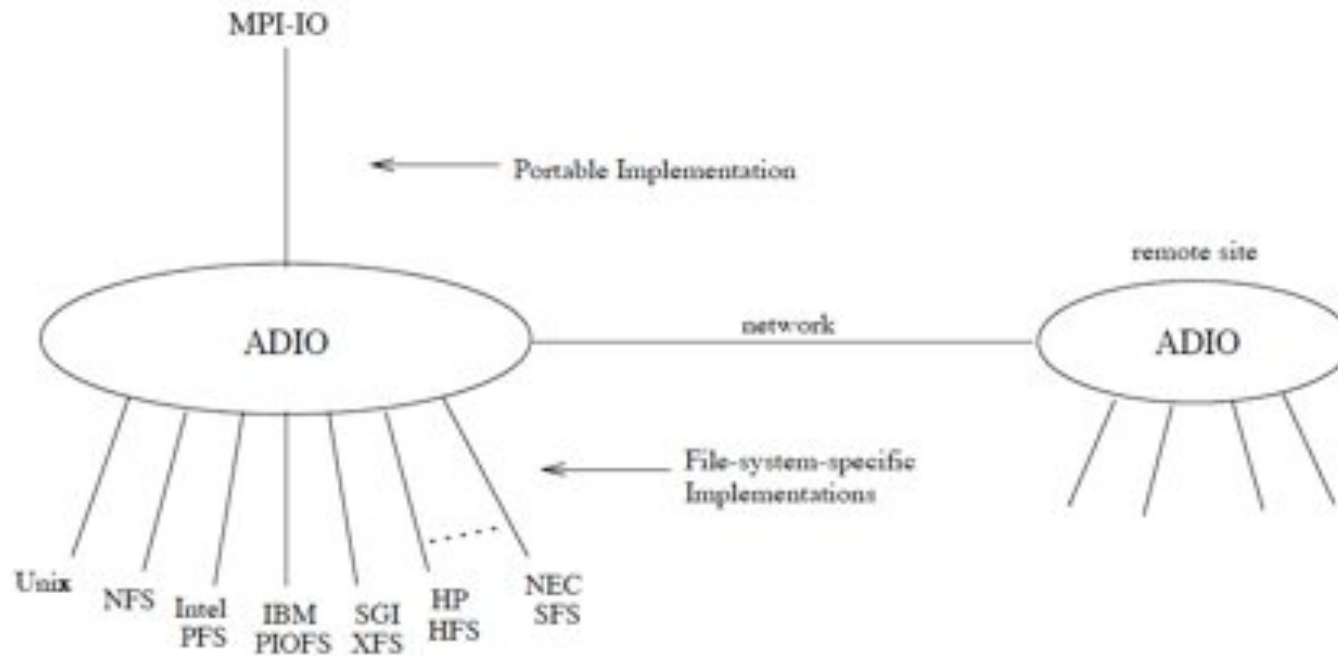 MPI-IO
Portable Implementation
remote site
ADIO
network
ADIO
File-system-specific
Implementations
Unix
NFS
Intel
PFS
IBM
PIOFS
SGI
XFS
HP
HFS
NEC
SFS